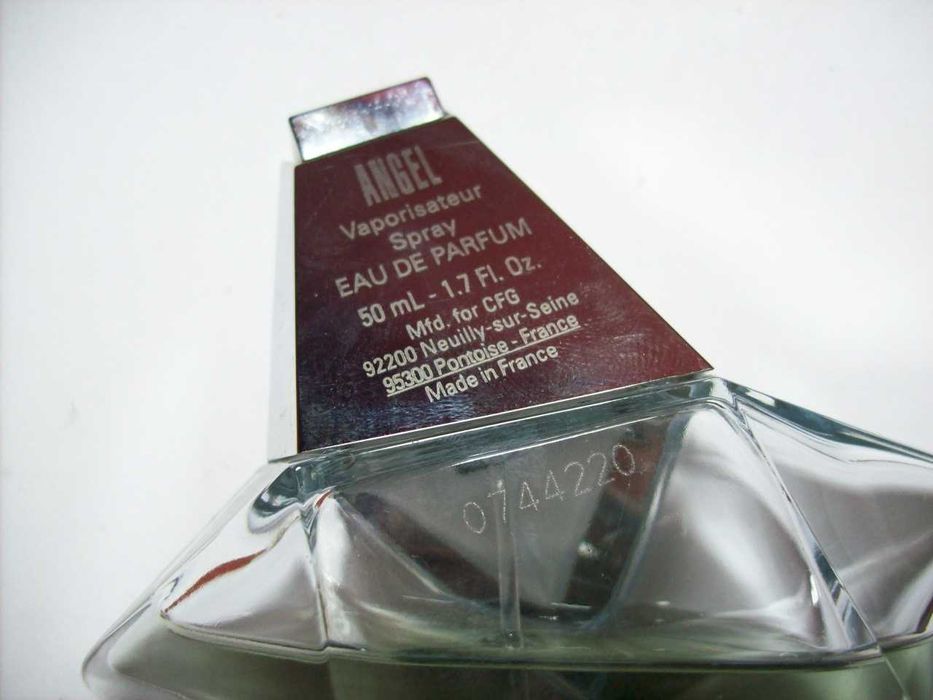 ANGEL
Vaporisateur
Spray
EAU DE PARFUM
50 mL - 1.7 Fl. Oz.
Mfd. for CFG
92200 Neuilly-sur-Seine
95300 Pontoise - France
Made in France
0744220